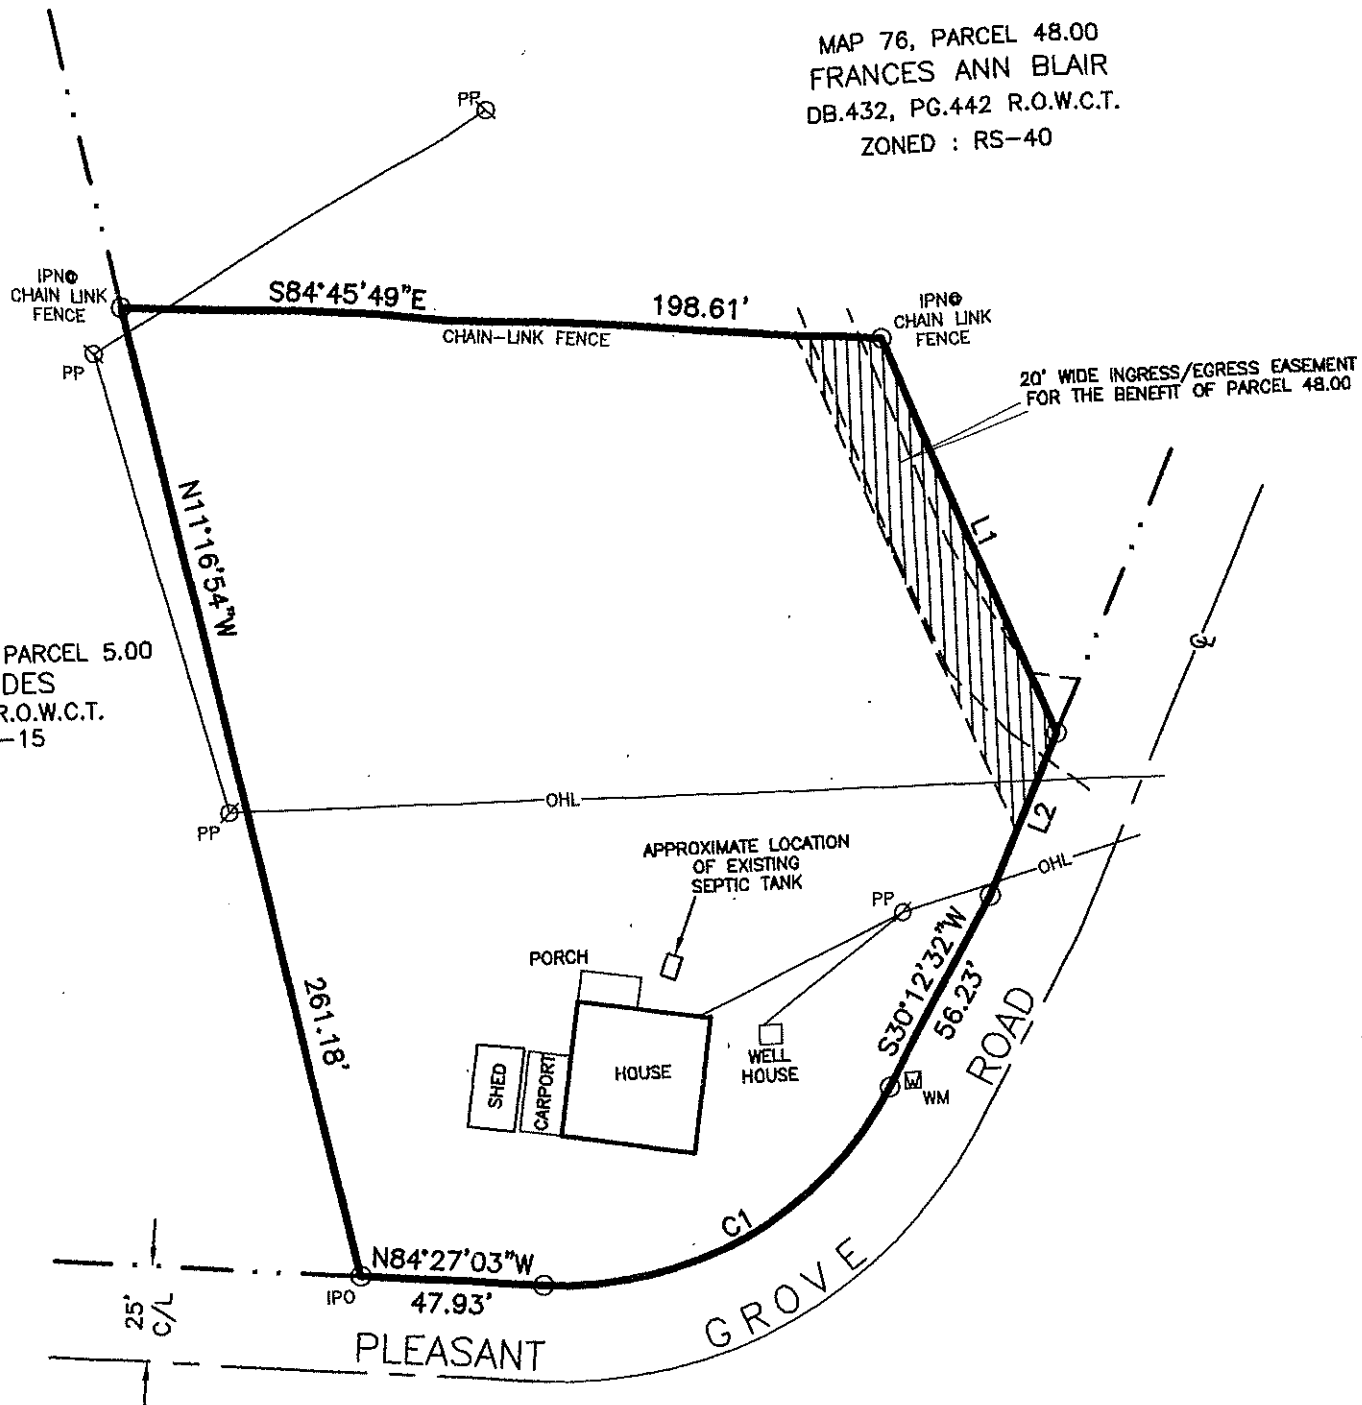 MAP 76, PARCEL 48.00
FRANCES ANN BLAIR
DB.432, PG.442 R.O.W.C.T.
ZONED : RS-40
PP
IPN@
CHAIN LINK
FENCE
S84°45'49"E
198.61'
CHAIN-LINK FENCE
IPN@
CHAIN LINK
FENCE
PP
20' WIDE INGRESS/EGRESS EASEMENT
FOR THE BENEFIT OF PARCEL 48.00
N11°16'54"W
L1
PARCEL 5.00
DES
R.O.W.C.T.
-15
OHL
PP
L2
APPROXIMATE LOCATION
OF EXISTING
SEPTIC TANK
OHL
PP
PORCH
S30°12'32"W
56.23'
261.18'
WELL
HOUSE
HOUSE
SHED
CARPORT
W
WM
ROAD
C1
N84°27'03"W
47.93'
IPO
25'
C/L
GROVE
PLEASANT